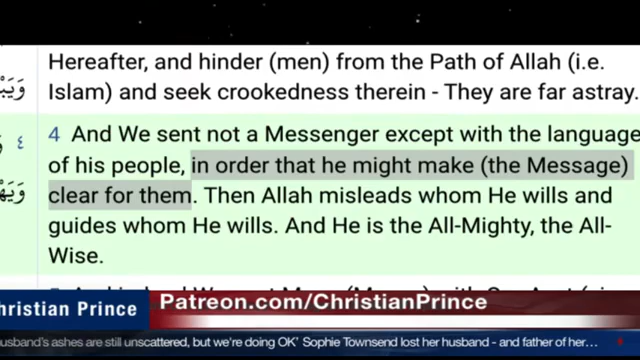 Hereafter, and hinder (men) from the Path of Allah (i.e.
Islam) and seek crookedness therein - They are far astray.
٤ 4 And We sent not a Messenger except with the language
of his people, in order that he might make (the Message)
clear for them. Then Allah misleads whom He wills and
guides whom He wills. And He is the All-Mighty, the All-
Wise.
Christian Prince
Patreon.com/ChristianPrince
husband's ashes are still unscattered, but we're doing OK' Sophie Townsend lost her husband - and father of her...